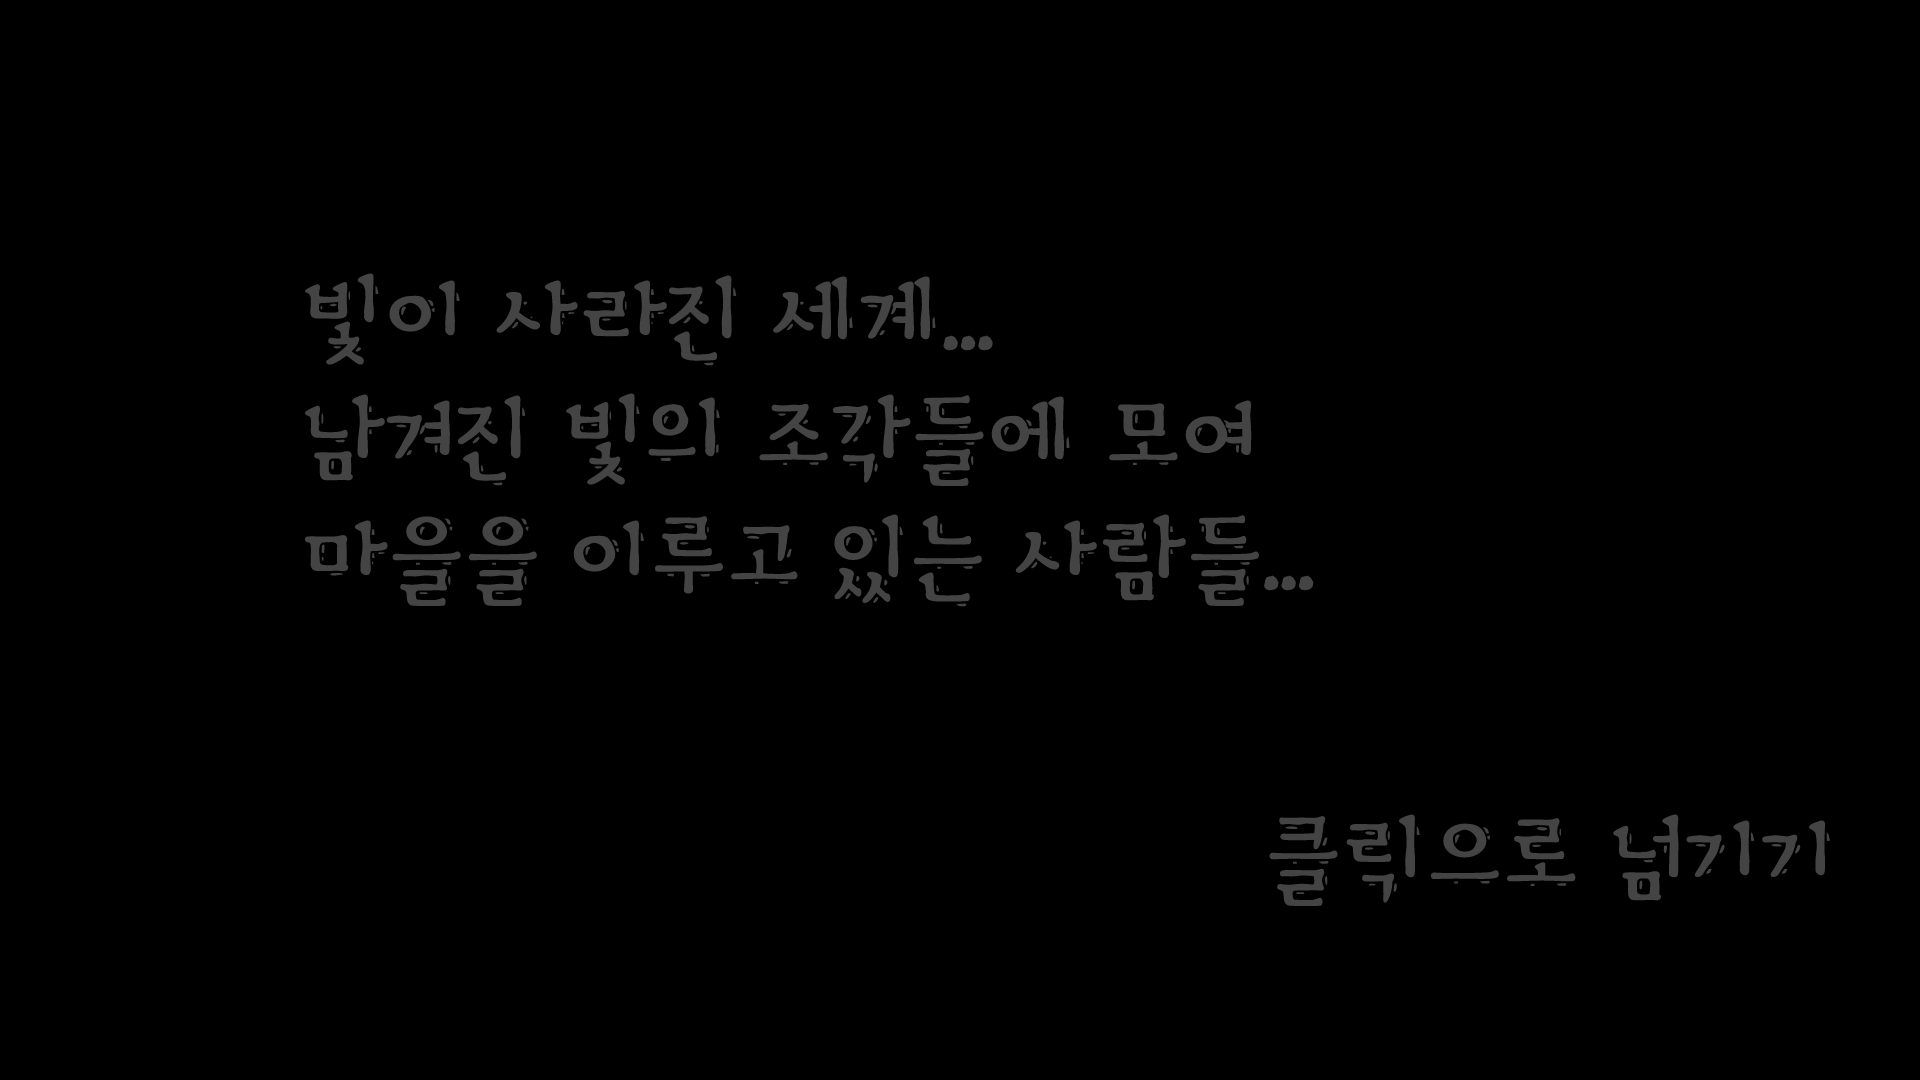 빛이 사라진 세계...
남겨진 빛의 조각들에 모여
마을을 이루고 있는 사람들...
클릭으로 넘기기